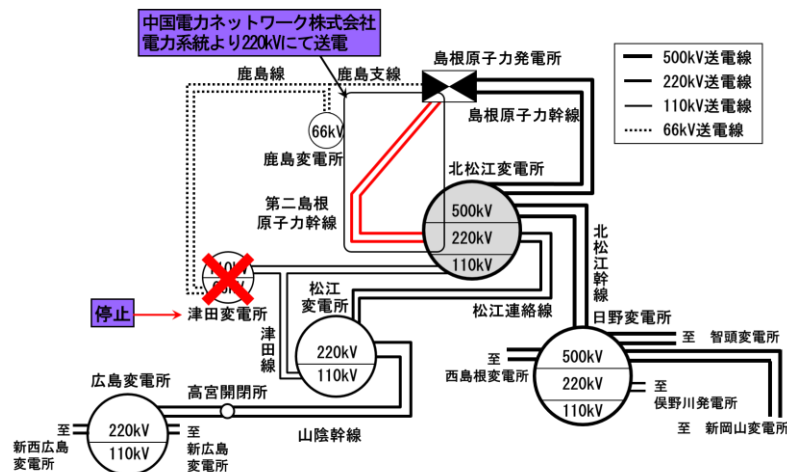 中国電力ネットワーク株式会社
電力系統より220kVにて送電
鹿島線
鹿島支線
島根原子力発電所
500kV送電線
220kV送電線
110kV送電線
66kV送電線
島根原子力幹線
66kV
鹿島変電所
北松江変電所
第二島根
原子力幹線
500kV
220kV
110kV
北松江幹線
停止
津田変電所
松江
変電所
松江連絡線
日野変電所
津田線
220kV
110kV
至 智頭変電所
至
西島根変電所
500kV
220kV
110kV
至
俣野川発電所
至 新岡山変電所
広島変電所
高宮開閉所
山陰幹線
至
新西広島
変電所
220kV
110kV
至
新広島
変電所